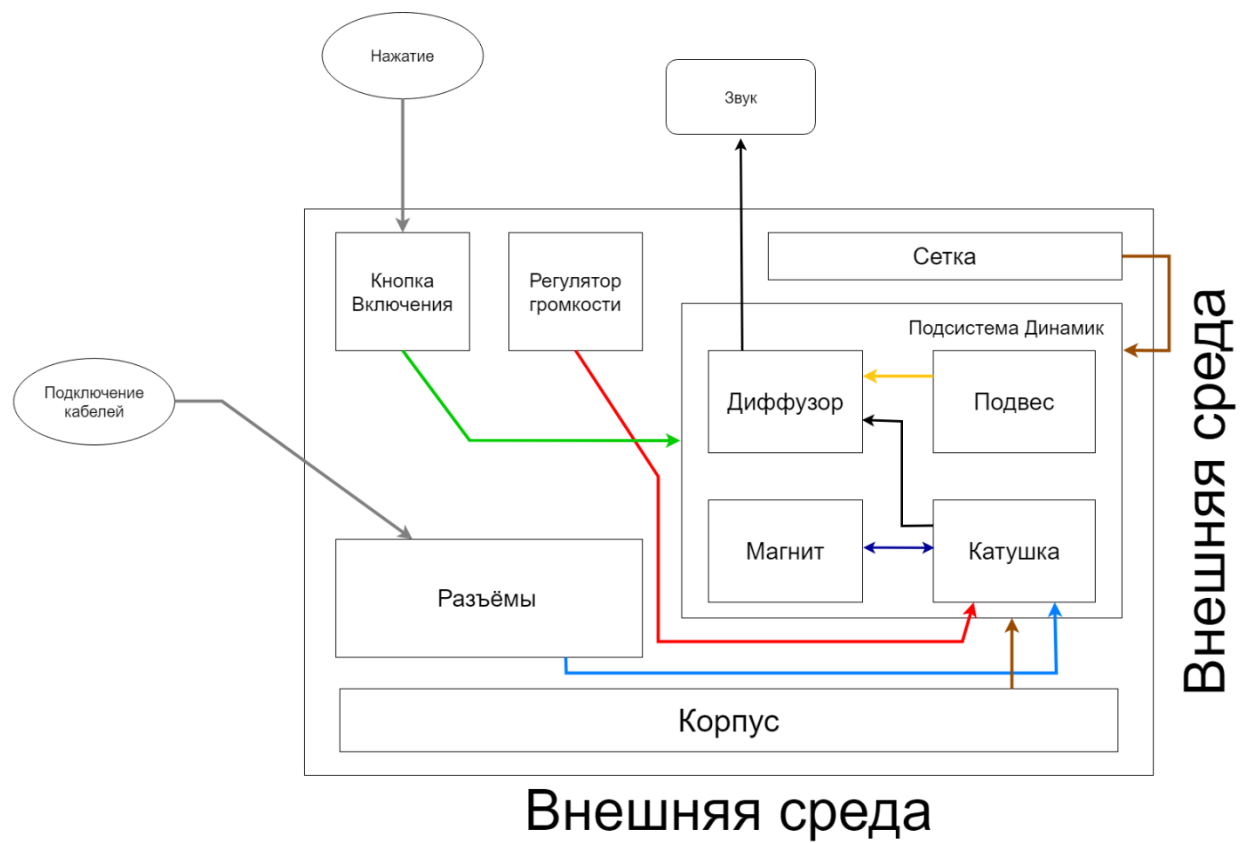 Нажатие
Звук
Кнопка
Включения
Регулятор
громкости
Сетка
Подсистема Динамик
Подключение
кабелей
Диффузор
Подвес
Магнит
Катушка
Разъёмы
Корпус
Внешняя среда
Внешняя среда